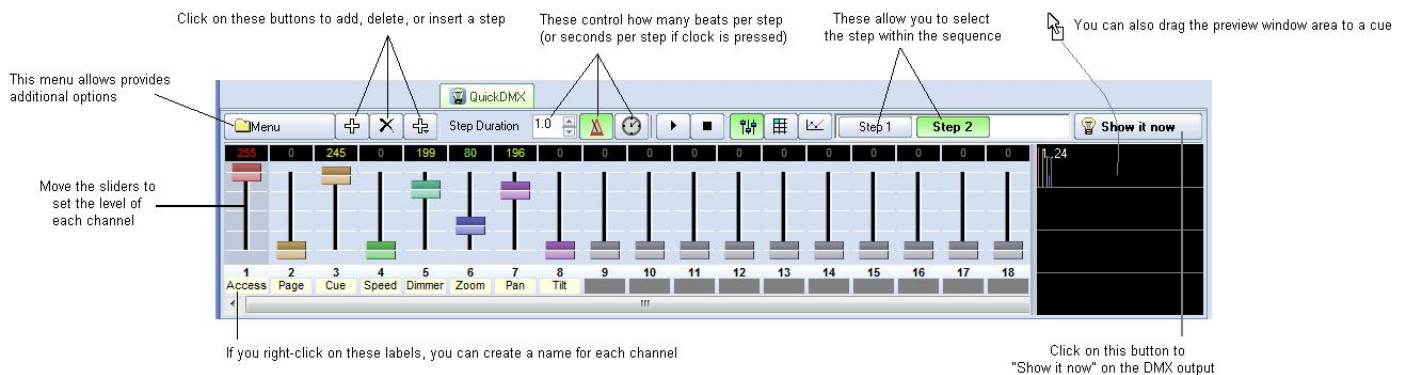 Click on these buttons to add, delete, or insert a step
These control how many beats per step
(or seconds per step if clock is pressed)
These allow you to select
the step within the sequence
You can also drag the preview window area to a cue
This menu allows provides
additional options
QuickDMX
Menu
Step Duration
1.0
Step 1
Step 2
Show it now
255 0 245 0 199 80 196 0 0 0 0 0 0 0 0 0 0 0
1..24
Move the sliders to
set the level of
each channel
1 2 3 4 5 6 7 8 9 10 11 12 13 14 15 16 17 18
Access Page Cue Speed Dimmer Zoom Pan Tilt
If you right-click on these labels, you can create a name for each channel
Click on this button to
"Show it now" on the DMX output